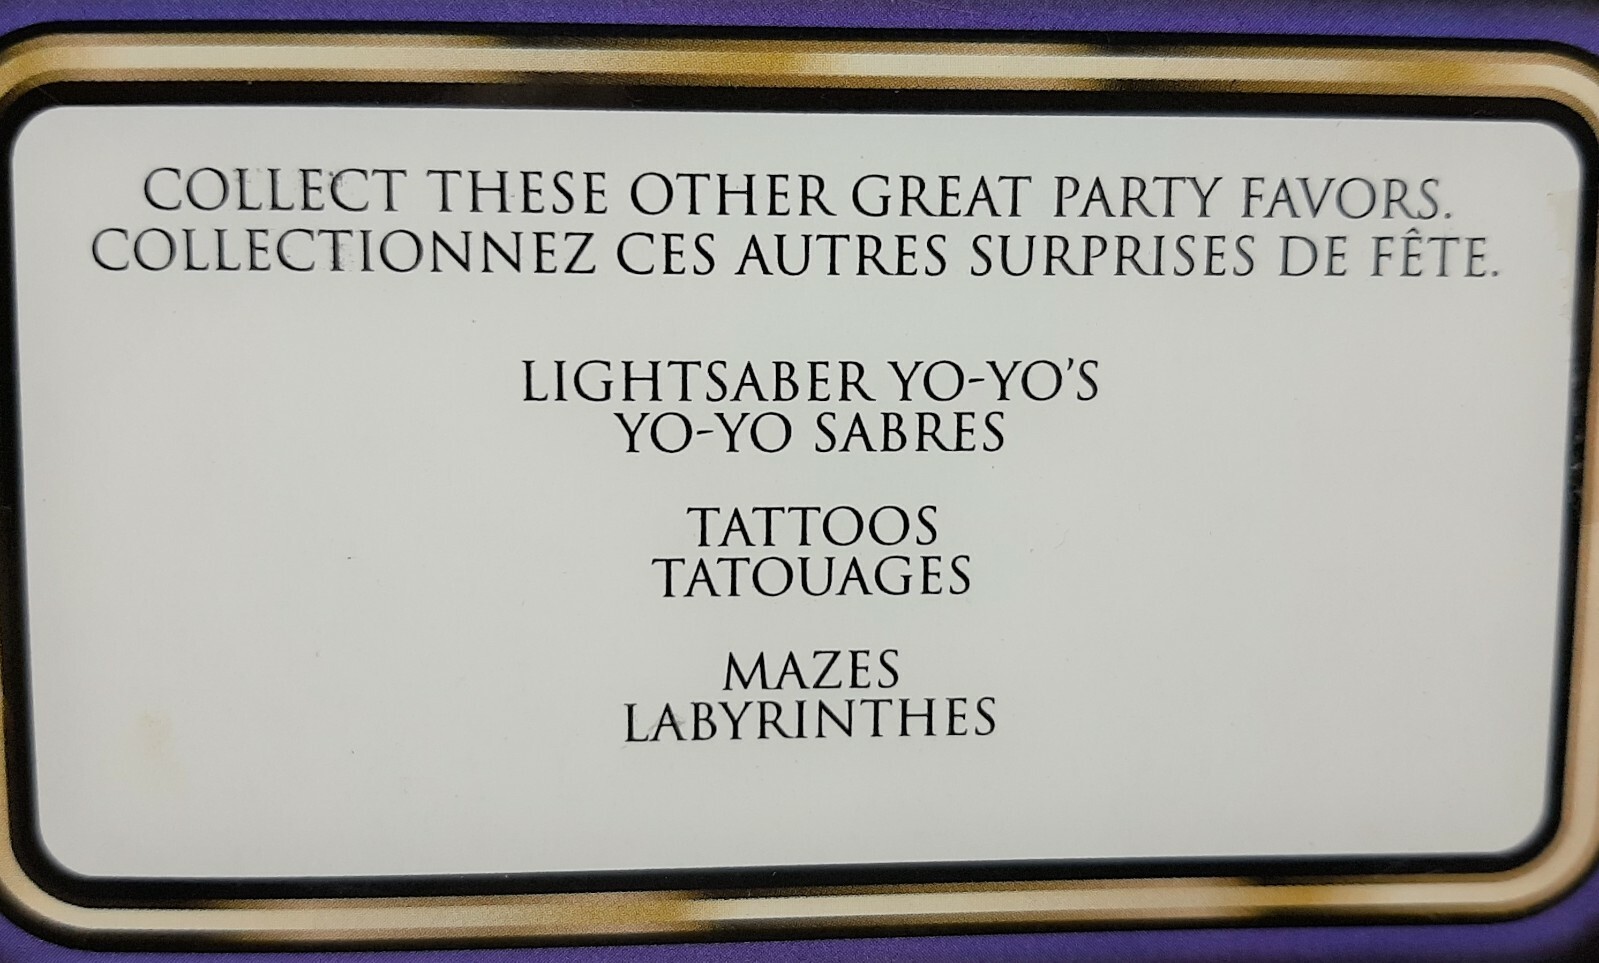 COLLECT THESE OTHER GREAT PARTY FAVORS.
COLLECTIONNEZ CES AUTRES SURPRISES DE FÊTE.
LIGHTSABER YO-YO'S
YO-YO SABRES
TATTOOS
TATOUAGES
MAZES
LABYRINTHES